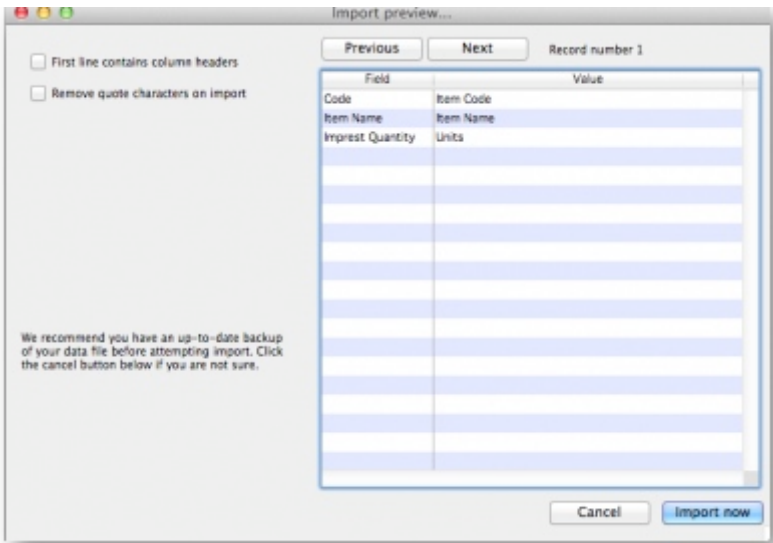 Import preview...
First line contains column headers
Remove quote characters on import
We recommend you have an up-to-date backup
of your data file before attempting import. Click
the cancel button below if you are not sure.
Previous Next Record number 1
Field Value
Code Item Code
Item Name Item Name
Imprest Quantity Units
Cancel Import now